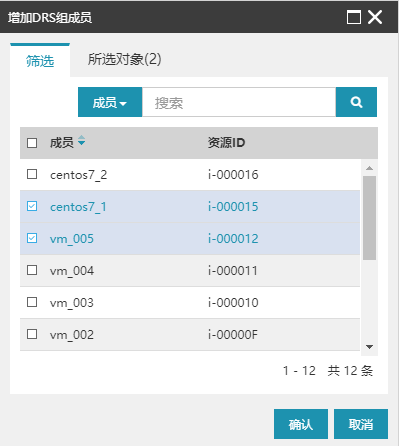 增加DRS组成员
筛选 所选对象(2)
成员 搜索
成员 资源ID
centos7_2 i-000016
centos7_1 i-000015
vm_005 i-000012
vm_004 i-000011
vm_003 i-000010
vm_002 i-00000F
1 - 12 共 12 条
确认 取消